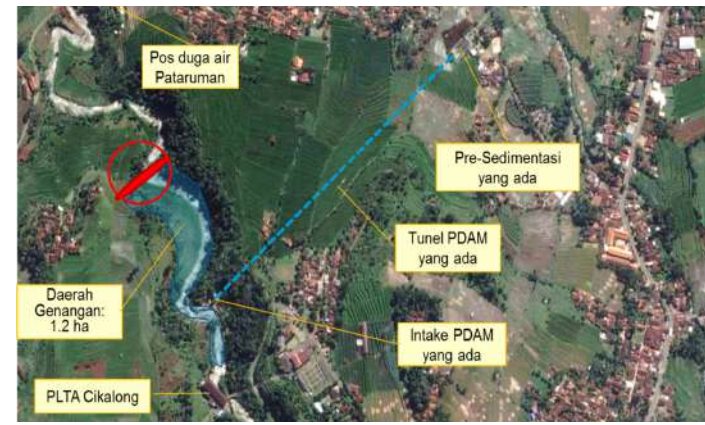 Pos duga air
Pataruman
Pre-Sedimentasi
yang ada
Tunel PDAM
yang ada
Daerah
Genangan:
1.2 ha
Intake PDAM
yang ada
PLTA Cikalong